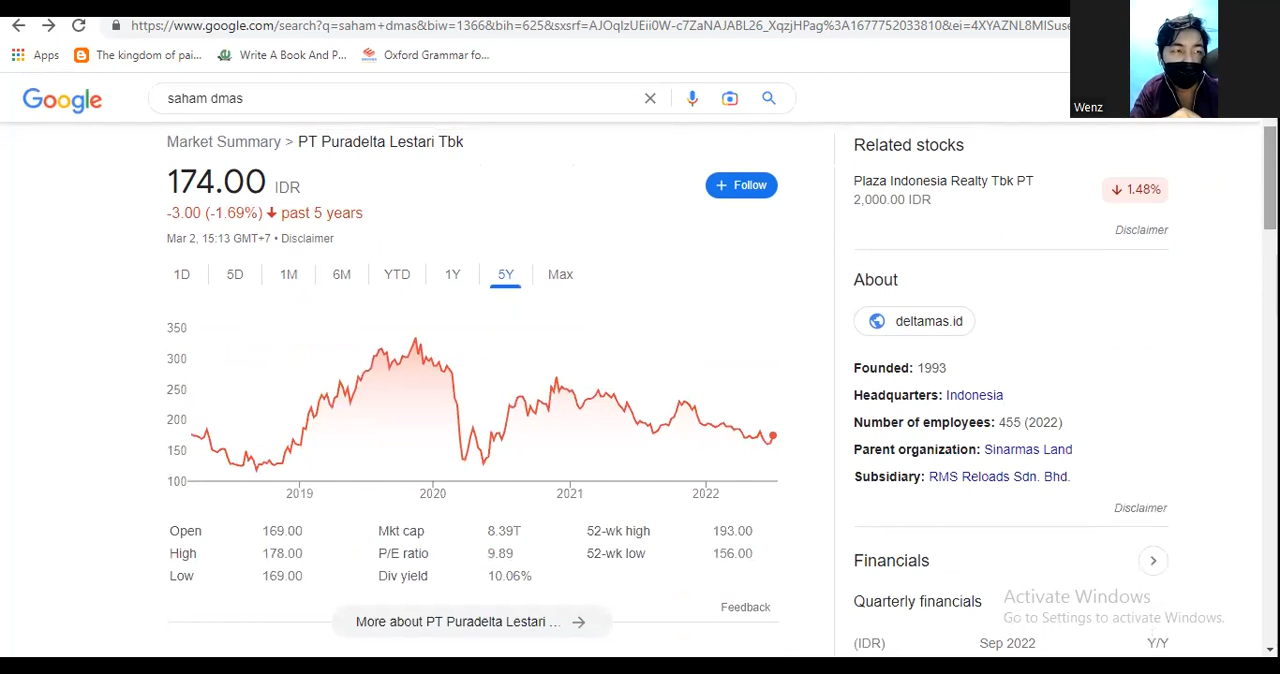 https://www.google.com/search?q=saham dmas&biw=1366&bih=625&sxsrf=AJOqlzUEii0W-c7ZaNAJABL26_XqzjHPag%3A1677752033810&ei=4XYAZNL8MISuse
Apps The kingdom of pai... Write A Book And P... Oxford Grammar fo...
Wenz
Google saham dmas
Market Summary > PT Puradelta Lestari Tbk
174.00 IDR
+ Follow
-3.00 (-1.69%) past 5 years
Mar 2, 15:13 GMT+7 • Disclaimer
1D 5D 1M 6M YTD 1Y 5Y Max
350
300
250
200
150
100
2019 2020 2021 2022
Open 169.00 Mkt cap 8.39T 52-wk high 193.00
High 178.00 P/E ratio 9.89 52-wk low 156.00
Low 169.00 Div yield 10.06%
Feedback
More about PT Puradelta Lestari ...
Related stocks
Plaza Indonesia Realty Tbk PT
2,000.00 IDR
1.48%
Disclaimer
About
deltamas.id
Founded: 1993
Headquarters: Indonesia
Number of employees: 455 (2022)
Parent organization: Sinarmas Land
Subsidiary: RMS Reloads Sdn. Bhd.
Disclaimer
Financials
Quarterly financials
(IDR) Sep 2022 Y/Y
Activate Windows
Go to Settings to activate Windows.